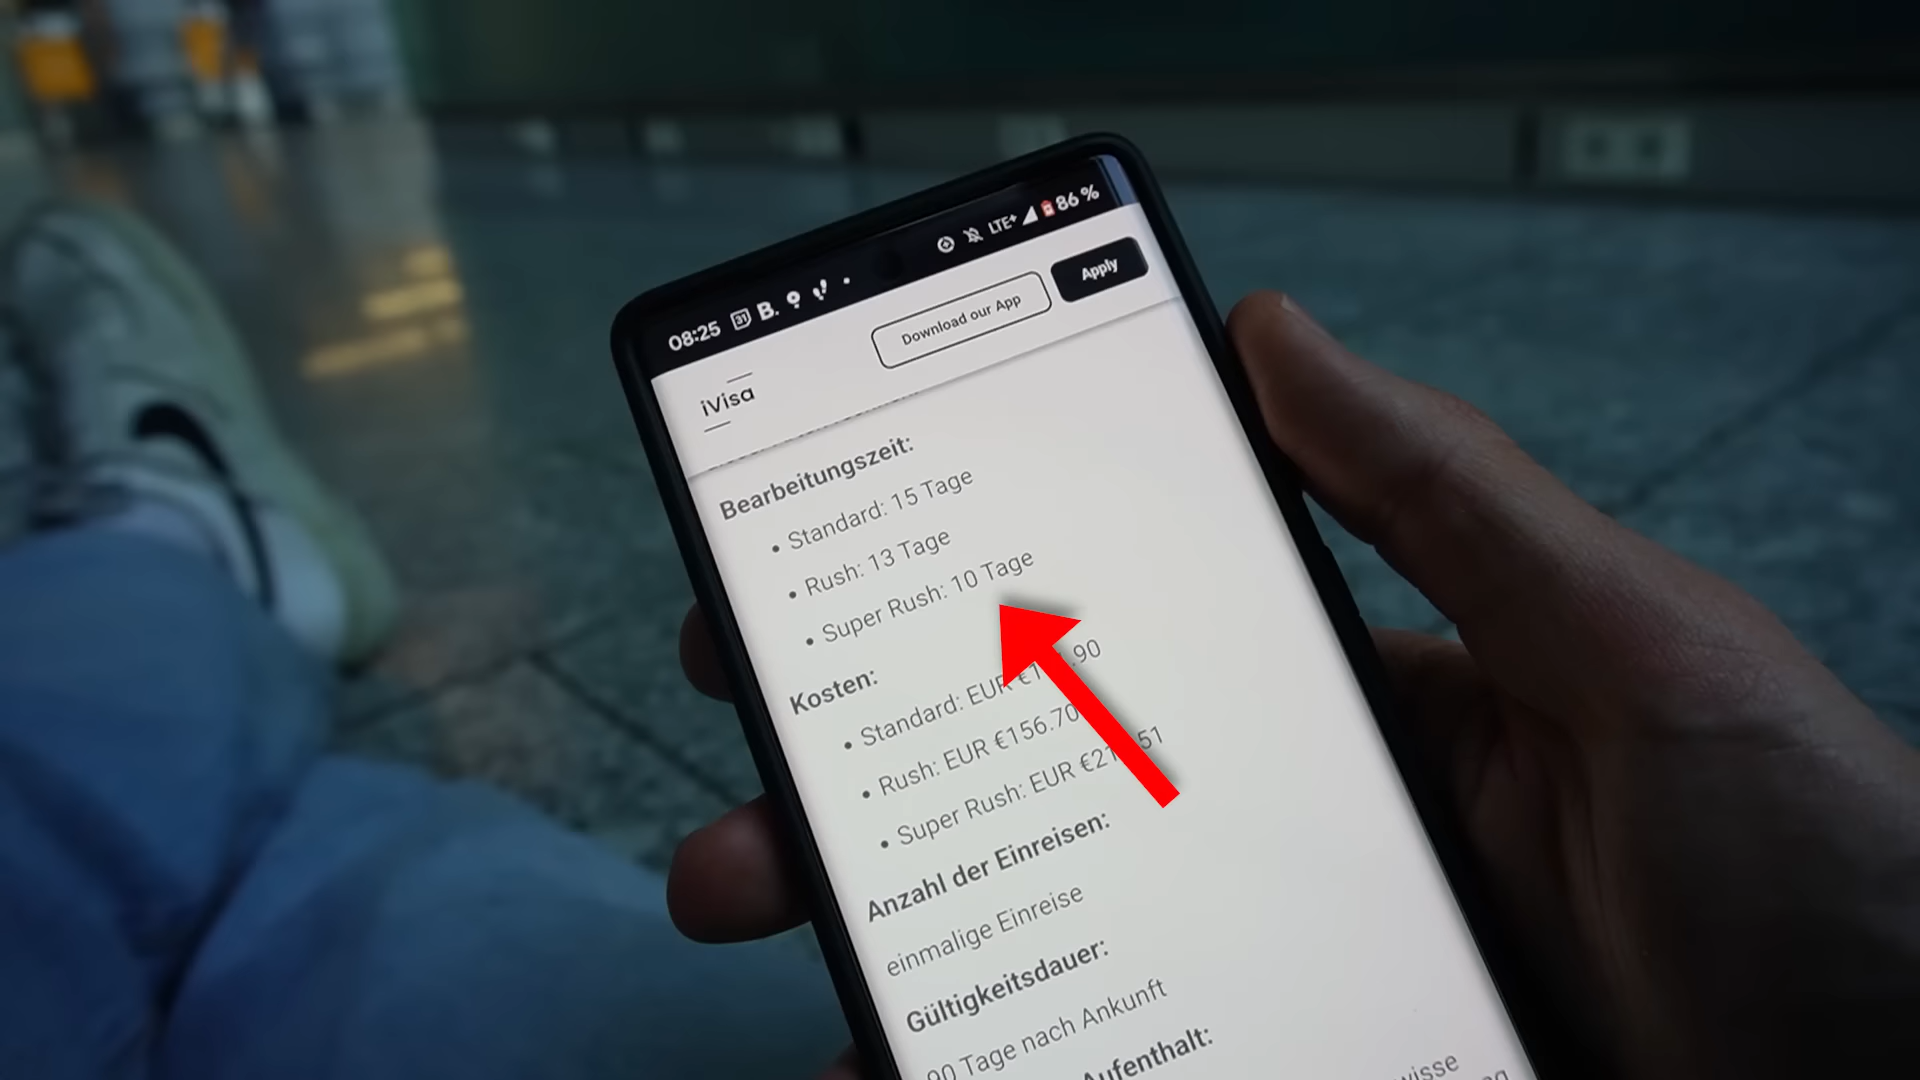 08:25 31 B. LTE+ 86 %
iVisa Download our App Apply
Bearbeitungszeit:
• Standard: 15 Tage
• Rush: 13 Tage
• Super Rush: 10 Tage
Kosten:
• Standard: EUR
• Rush: EUR €156.70
• Super Rush: EUR
Anzahl der Einreisen:
einmalige Einreise
Gültigkeitsdauer:
90 Tage nach Ankunft
Aufenthalt: